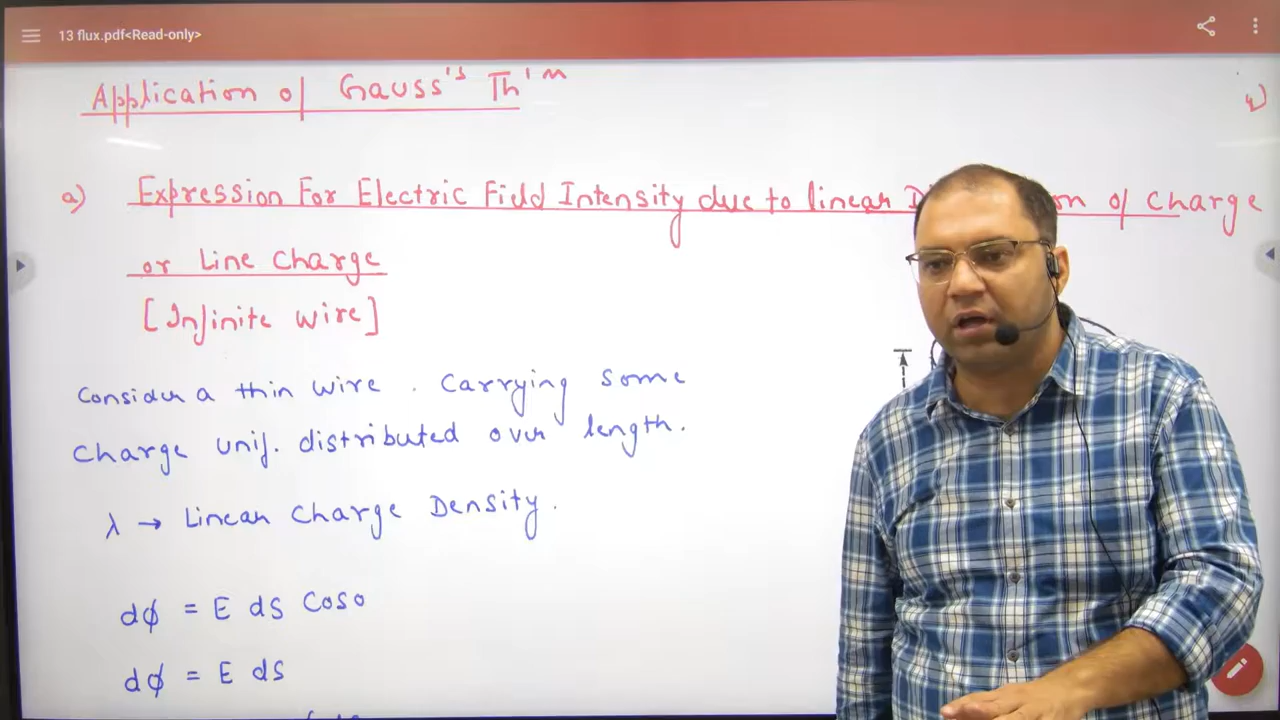 13 flux.pdf<Read-only>
Application of Gauss's Th'm
a) Expression For Electric Field Intensity due to linear D on of Charge
or Line Charge
[Infinite wire]
Consider a thin wire . Carrying some
Charge unif. distributed over length.
λ → Linear Charge Density.
dϕ = E ds Cos0
dϕ = E ds